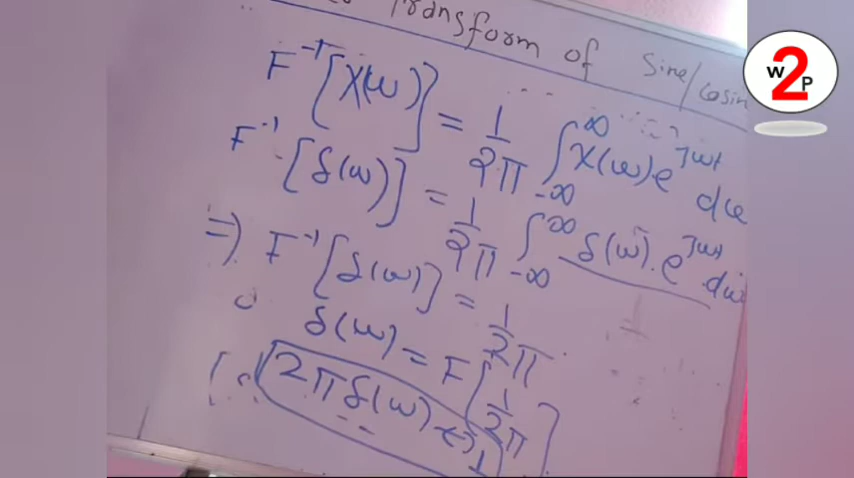 Transform of Sine/Cosin
F⁻¹[X(ω)] = 1/2π ∫_{-∞}^{∞} X(ω)e^{jωt} dω
F⁻¹[δ(ω)] = 1/2π ∫_{-∞}^{∞} δ(ω).e^{jωt}.dω
⇒ F⁻¹[δ(ω)] = 1/2π
δ(ω) = F[1/2π]
2πδ(ω) ↔ 1
W2P